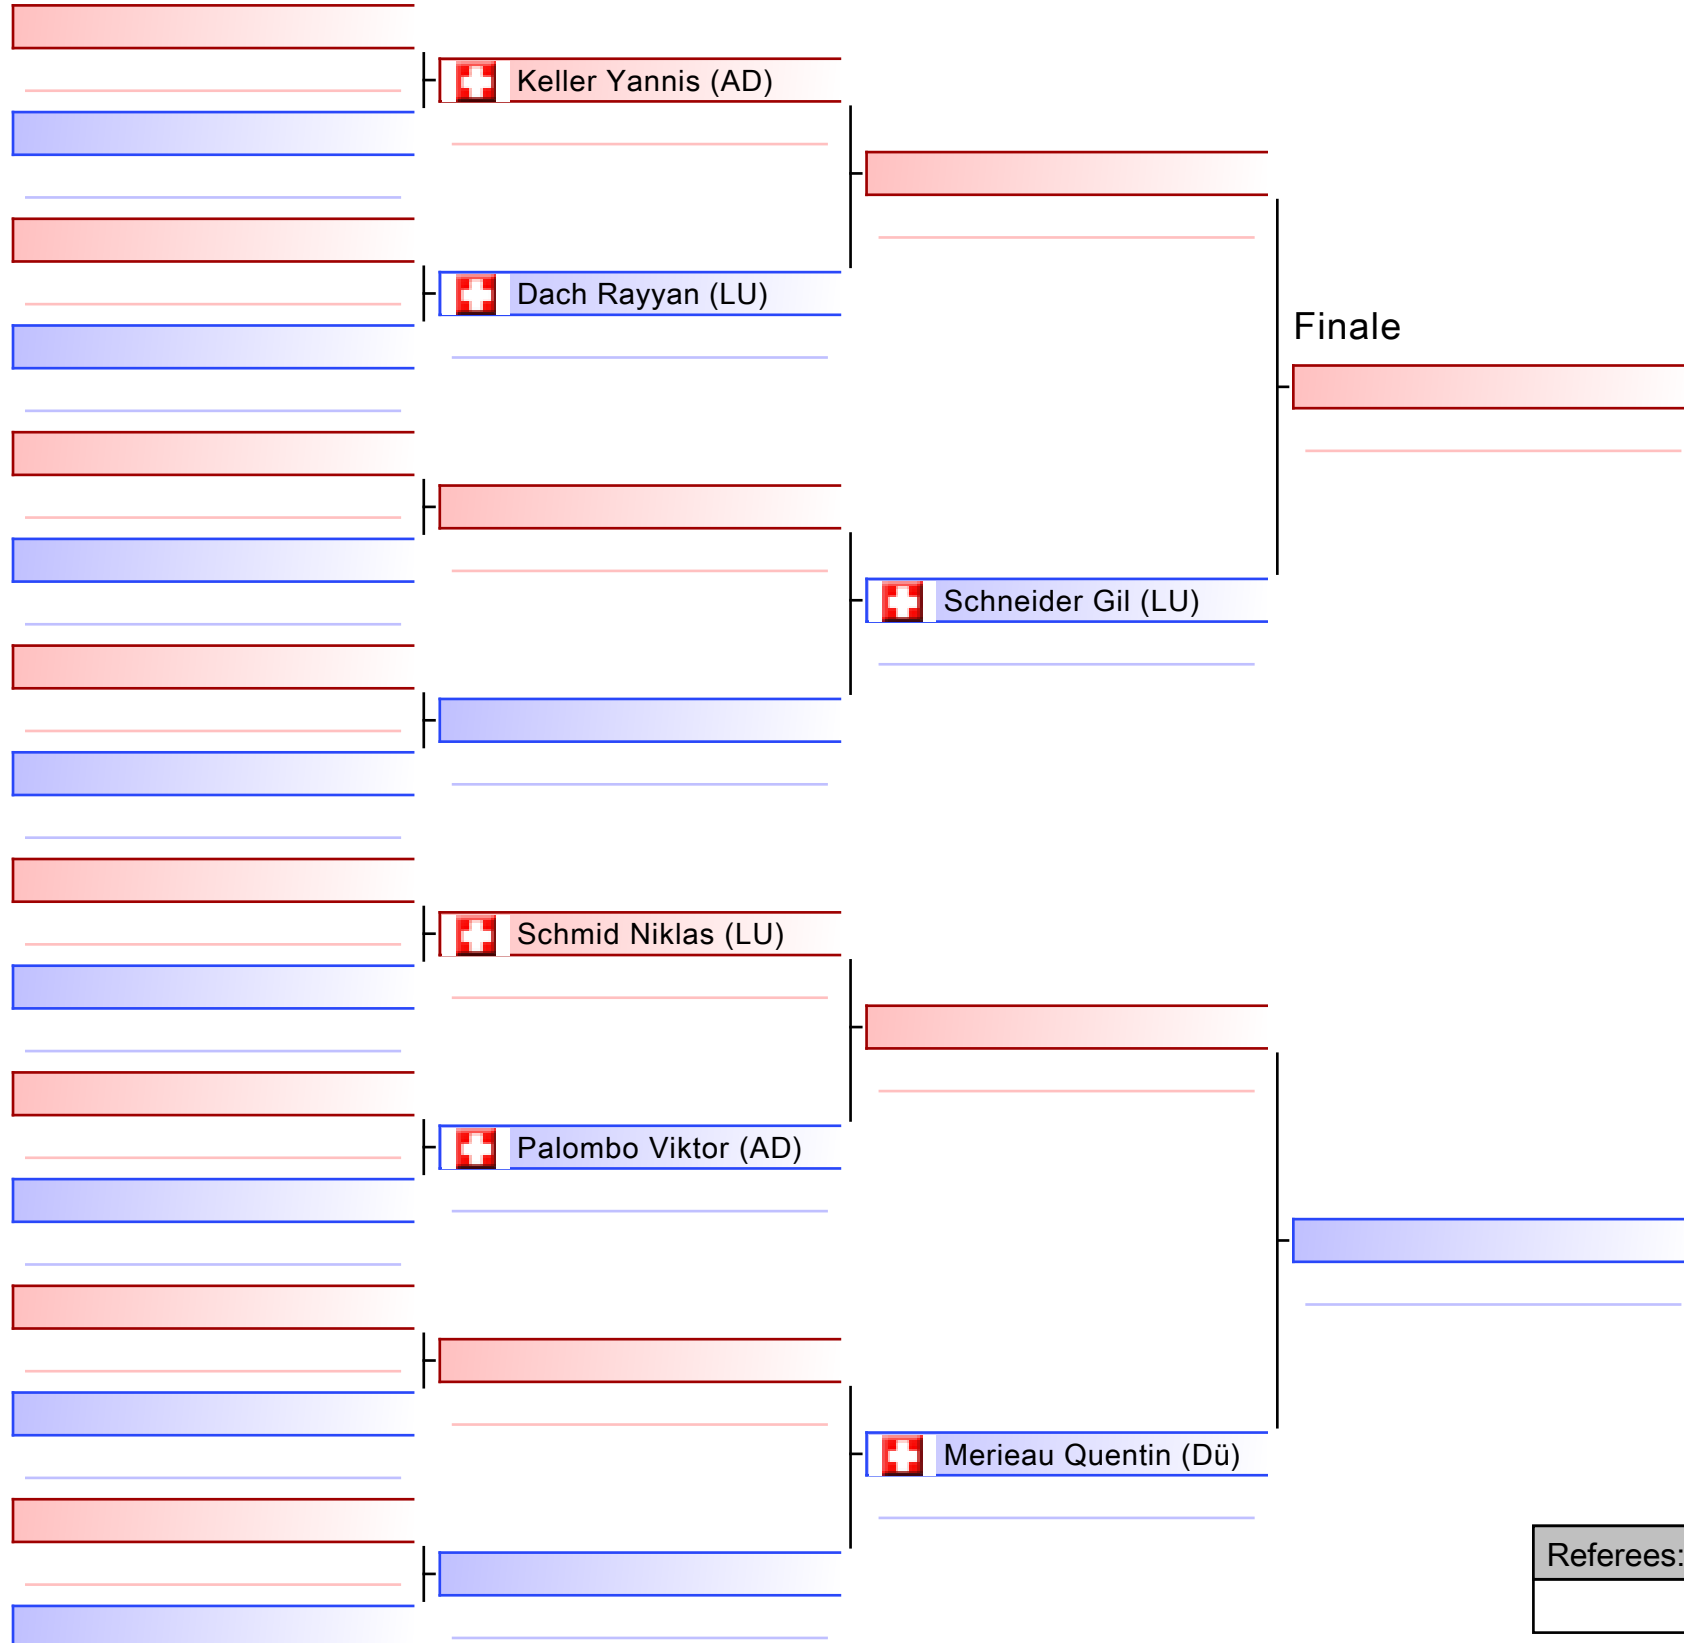 Keller Yannis (AD)
Dach Rayyan (LU)
Finale
Schneider Gil (LU)
Schmid Niklas (LU)
Palombo Viktor (AD)
Merieau Quentin (Dü)
Referees: